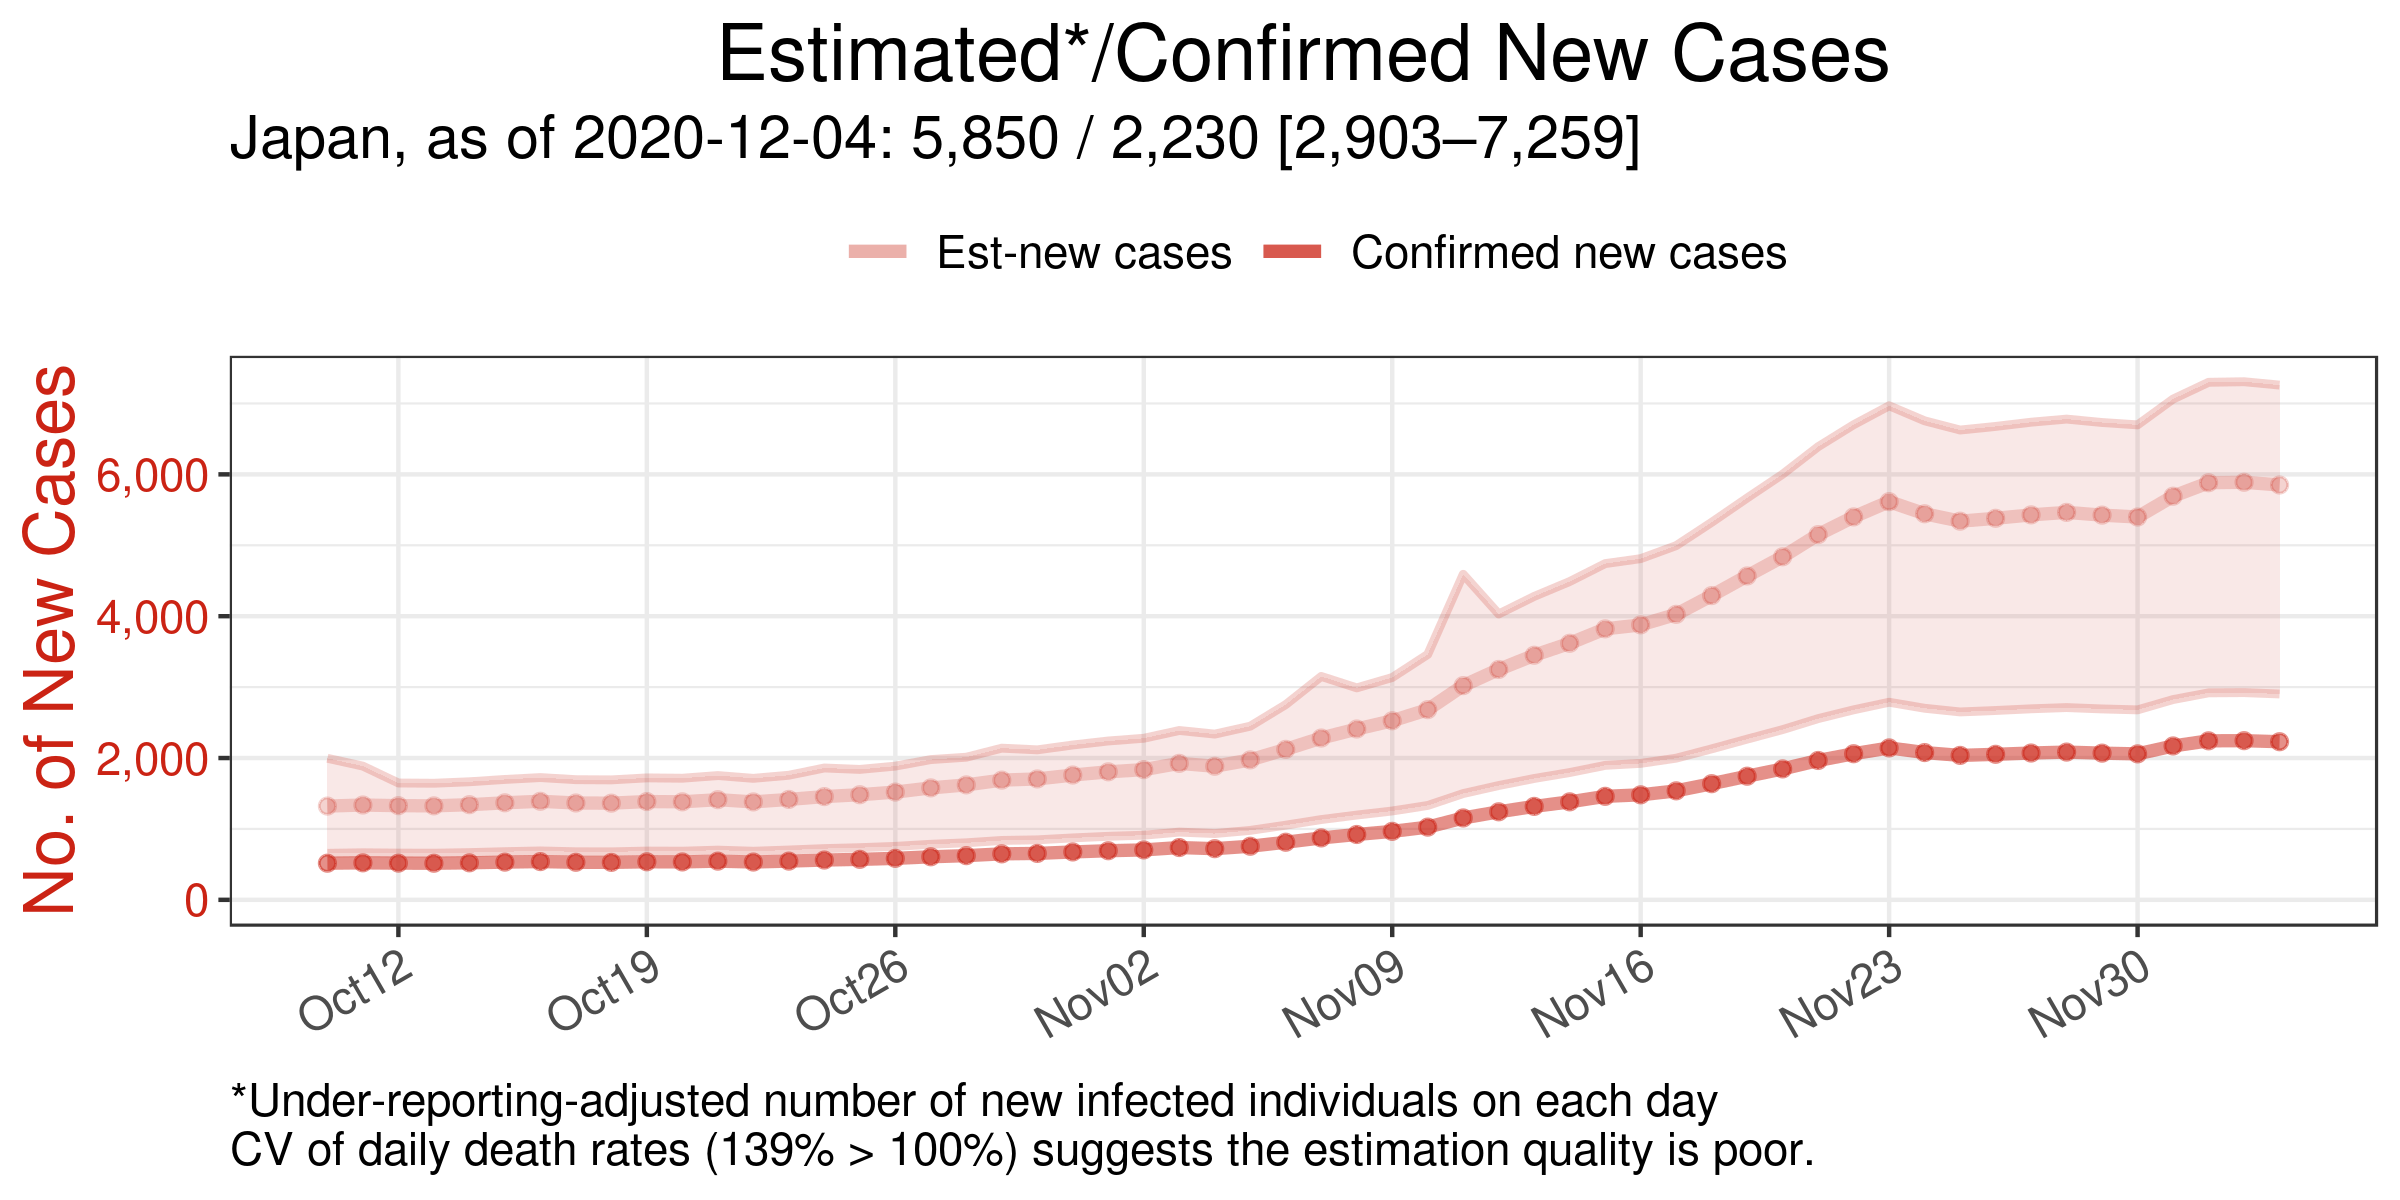 Estimated*/Confirmed New Cases
Japan, as of 2020-12-04: 5,850 / 2,230 [2,903–7,259]
Est-new cases
Confirmed new cases
No. of New Cases
6,000
4,000
2,000
0
Oct12
Oct19
Oct26
Nov02
Nov09
Nov16
Nov23
Nov30
*Under-reporting-adjusted number of new infected individuals on each day
CV of daily death rates (139% > 100%) suggests the estimation quality is poor.